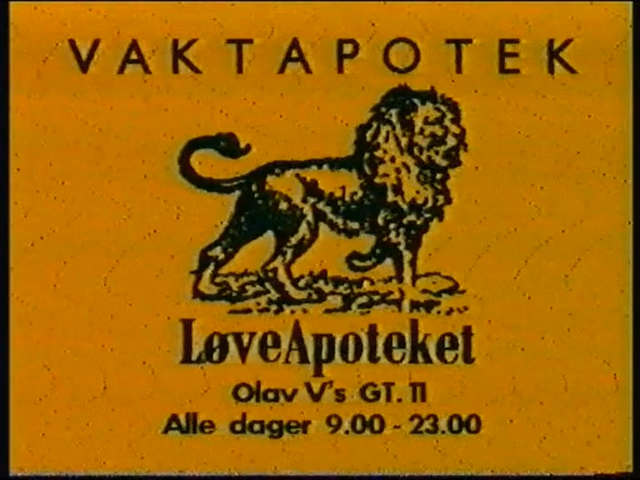 VAKTAPOTEK
LøveApoteket
Olav V's GT. 11
Alle dager 9.00 - 23.00